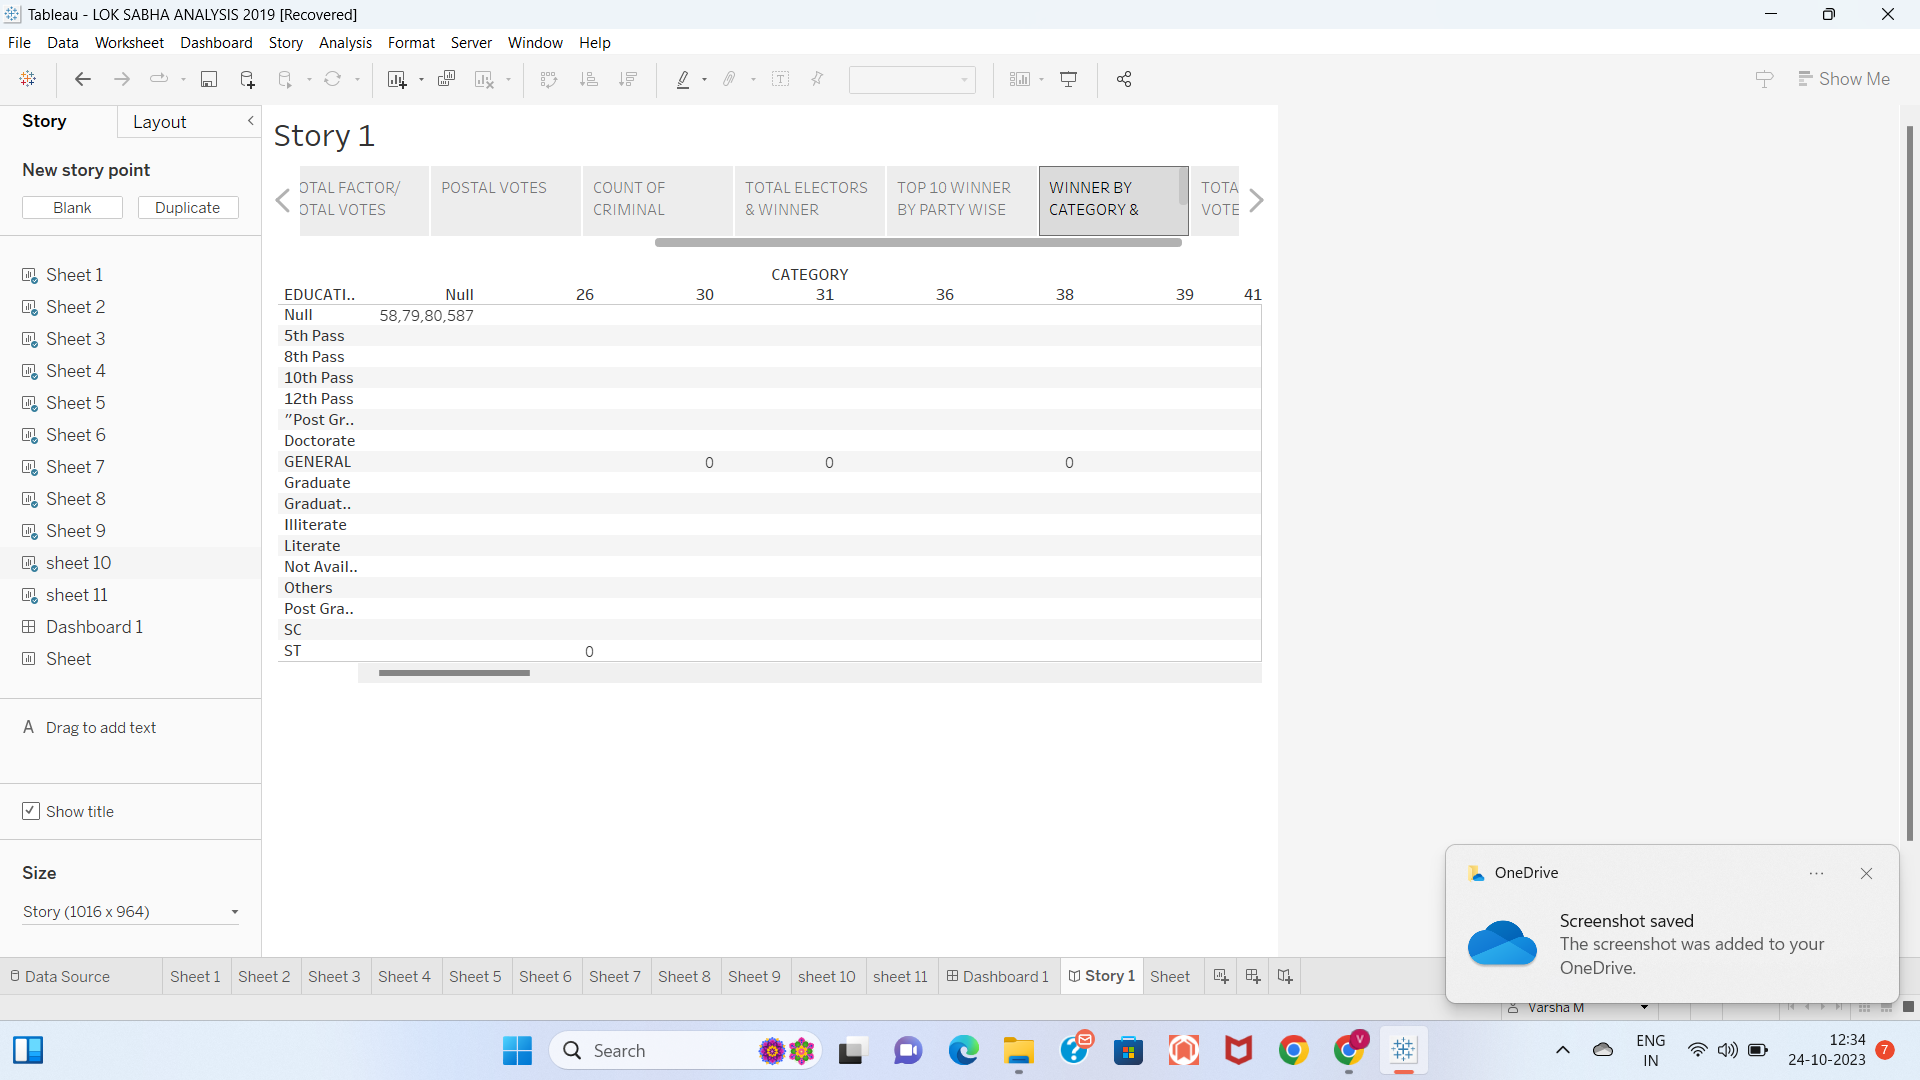 Tableau - LOK SABHA ANALYSIS 2019 [Recovered]
File Data Worksheet Dashboard Story Analysis Format Server Window Help
Show Me
Story Layout
New story point
Blank Duplicate
Sheet 1
Sheet 2
Sheet 3
Sheet 4
Sheet 5
Sheet 6
Sheet 7
Sheet 8
Sheet 9
sheet 10
sheet 11
Dashboard 1
Sheet
A Drag to add text
Show title
Size
Story (1016 x 964)
Story 1
OTAL FACTOR/
OTAL VOTES
POSTAL VOTES
COUNT OF
CRIMINAL
TOTAL ELECTORS
& WINNER
TOP 10 WINNER
BY PARTY WISE
WINNER BY
CATEGORY &
TOTA
VOTE
CATEGORY
EDUCATI.. Null 26 30 31 36 38 39 41
Null 58,79,80,587
5th Pass
8th Pass
10th Pass
12th Pass
"Post Gr..
Doctorate
GENERAL 0 0 0
Graduate
Graduat..
Illiterate
Literate
Not Avail..
Others
Post Gra..
SC
ST 0
OneDrive
Screenshot saved
The screenshot was added to your
OneDrive.
Data Source Sheet 1 Sheet 2 Sheet 3 Sheet 4 Sheet 5 Sheet 6 Sheet 7 Sheet 8 Sheet 9 sheet 10 sheet 11 Dashboard 1 Story 1 Sheet
Varsha M
Search
V
ENG
IN
12:34
24-10-2023
7